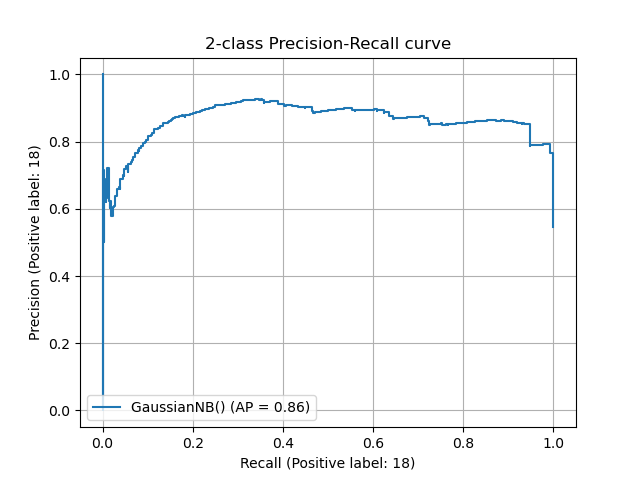 2-class Precision-Recall curve
1.0
0.8
0.6
0.4
0.2
0.0
Precision (Positive label: 18)
GaussianNB() (AP = 0.86)
0.0 0.2 0.4 0.6 0.8 1.0
Recall (Positive label: 18)